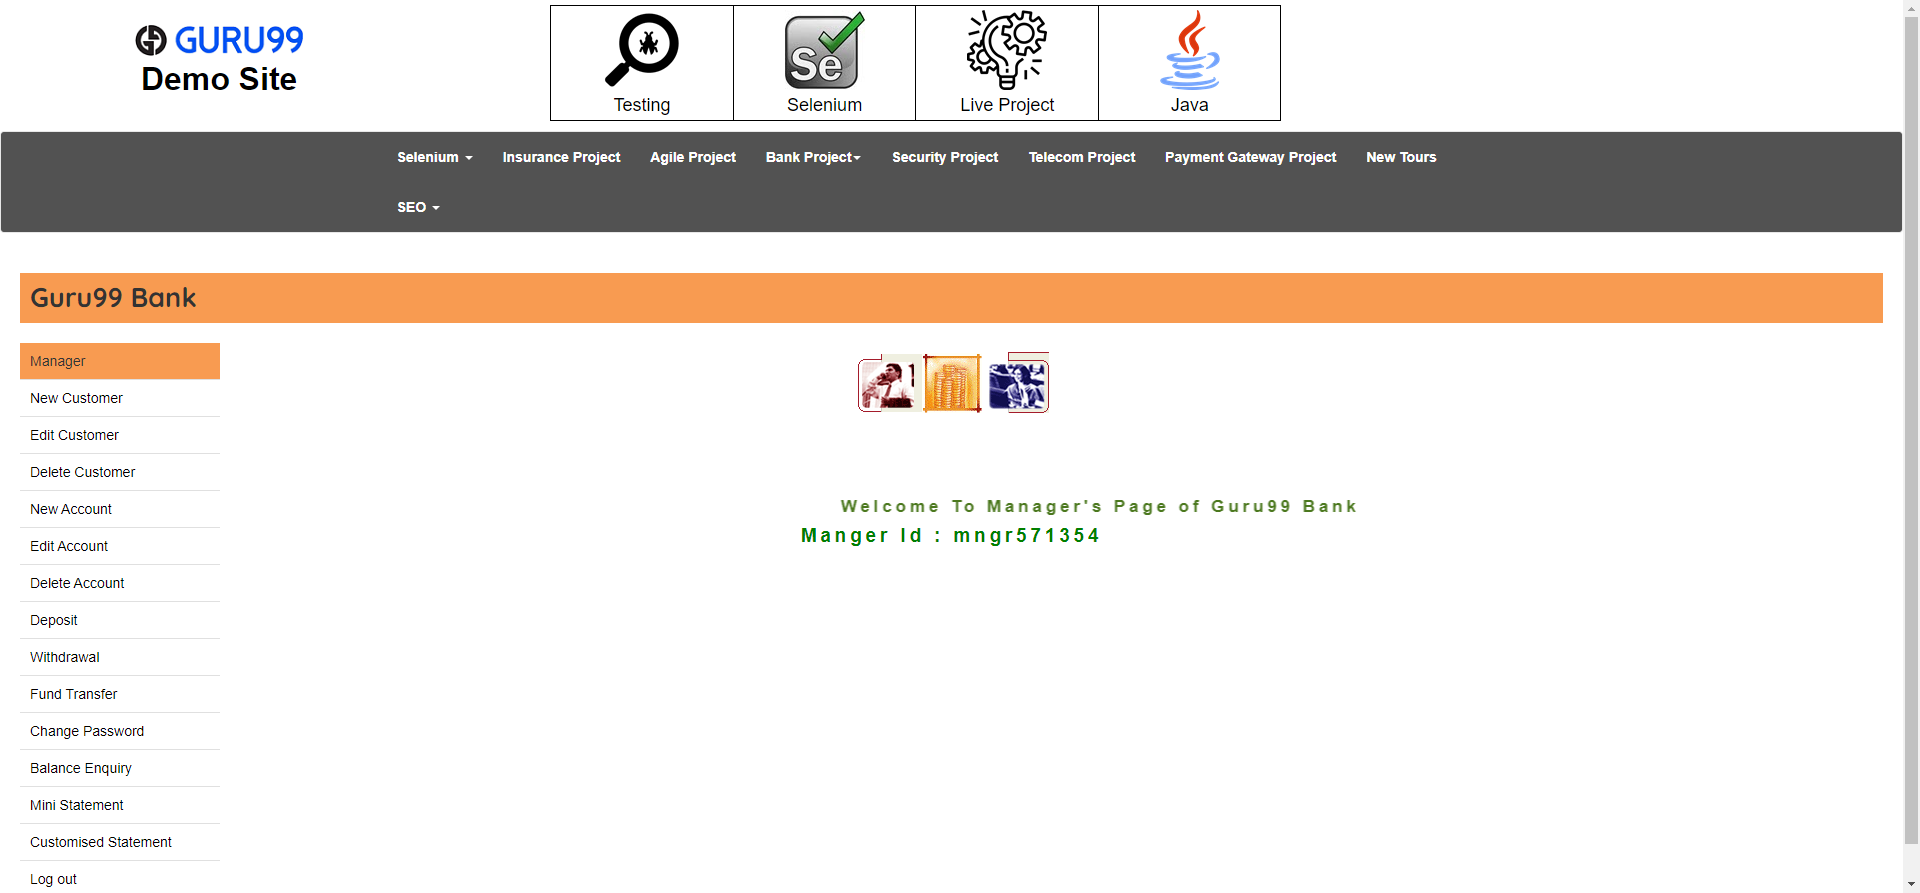 GURU99
Demo Site
Testing
Se
Selenium
Live Project
Java
Selenium
Insurance Project
Agile Project
Bank Project
Security Project
Telecom Project
Payment Gateway Project
New Tours
SEO
Guru99 Bank
Manager
New Customer
Edit Customer
Delete Customer
New Account
Edit Account
Delete Account
Deposit
Withdrawal
Fund Transfer
Change Password
Balance Enquiry
Mini Statement
Customised Statement
Log out
Welcome To Manager's Page of Guru99 Bank
Manger Id : mngr571354